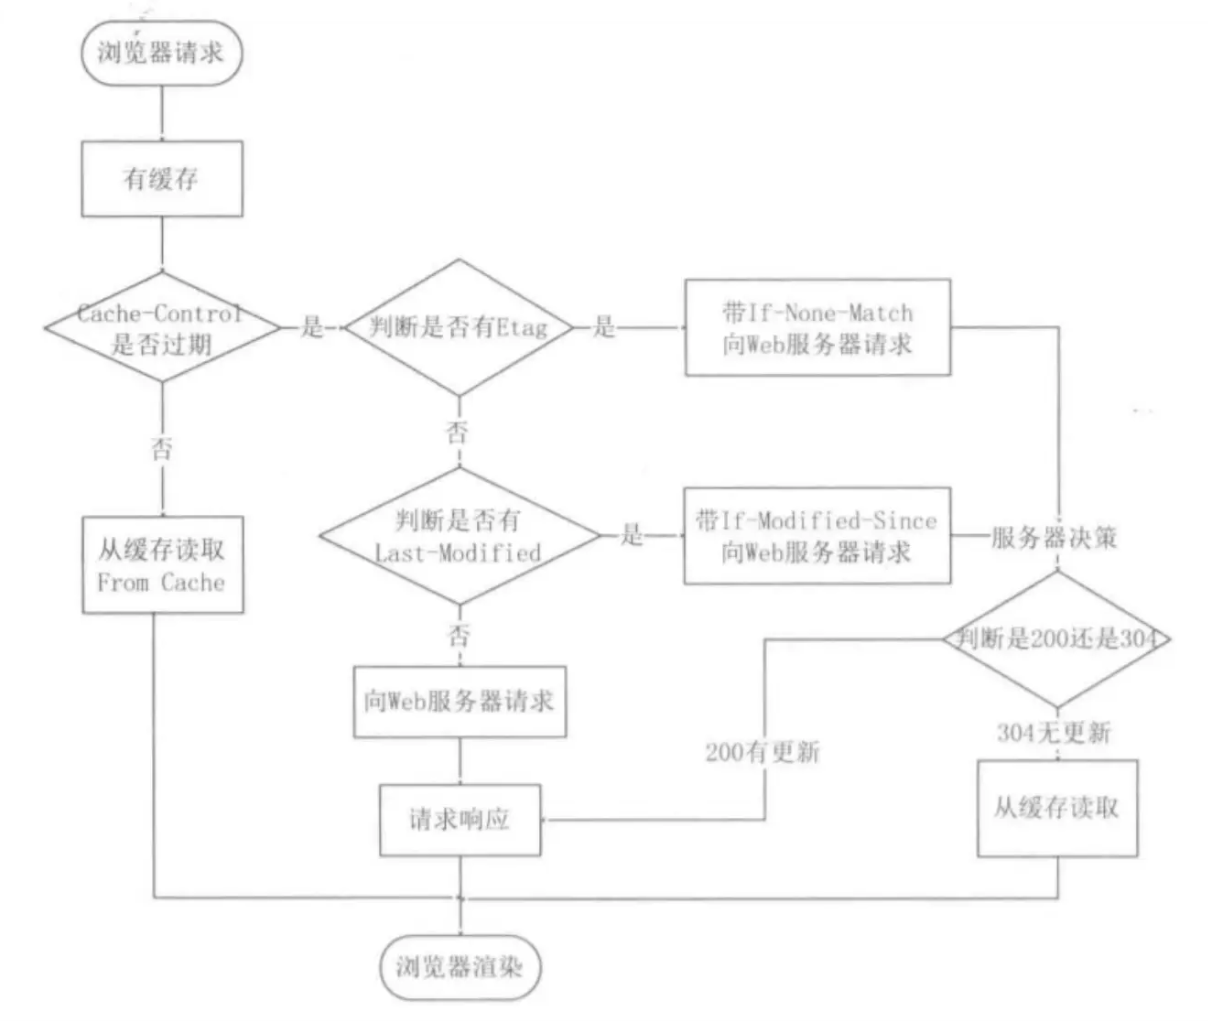 浏览器请求
有缓存
Cache-Control
是否过期
是
判断是否有Etag
是
带If-None-Match
向Web服务器请求
否
否
从缓存读取
From Cache
判断是否有
Last-Modified
是
带If-Modified-Since
向Web服务器请求
服务器决策
否
判断是200还是304
向Web服务器请求
200有更新
304无更新
请求响应
从缓存读取
浏览器渲染